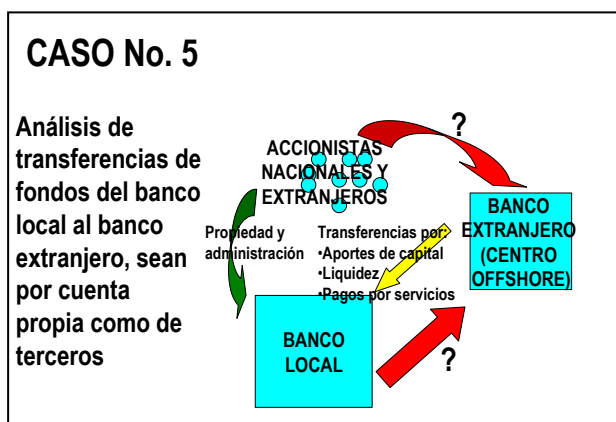 CASO No. 5
Análisis de
transferencias de
fondos del banco
local al banco
extranjero, sean
por cuenta
propia como de
terceros
?
ACCIONISTAS
NACIONALES Y
EXTRANJEROS
BANCO
EXTRANJERO
(CENTRO
OFFSHORE)
Propiedad y
administración
Transferencias por:
•Aportes de capital
•Liquidez
•Pagos por servicios
BANCO
LOCAL
?